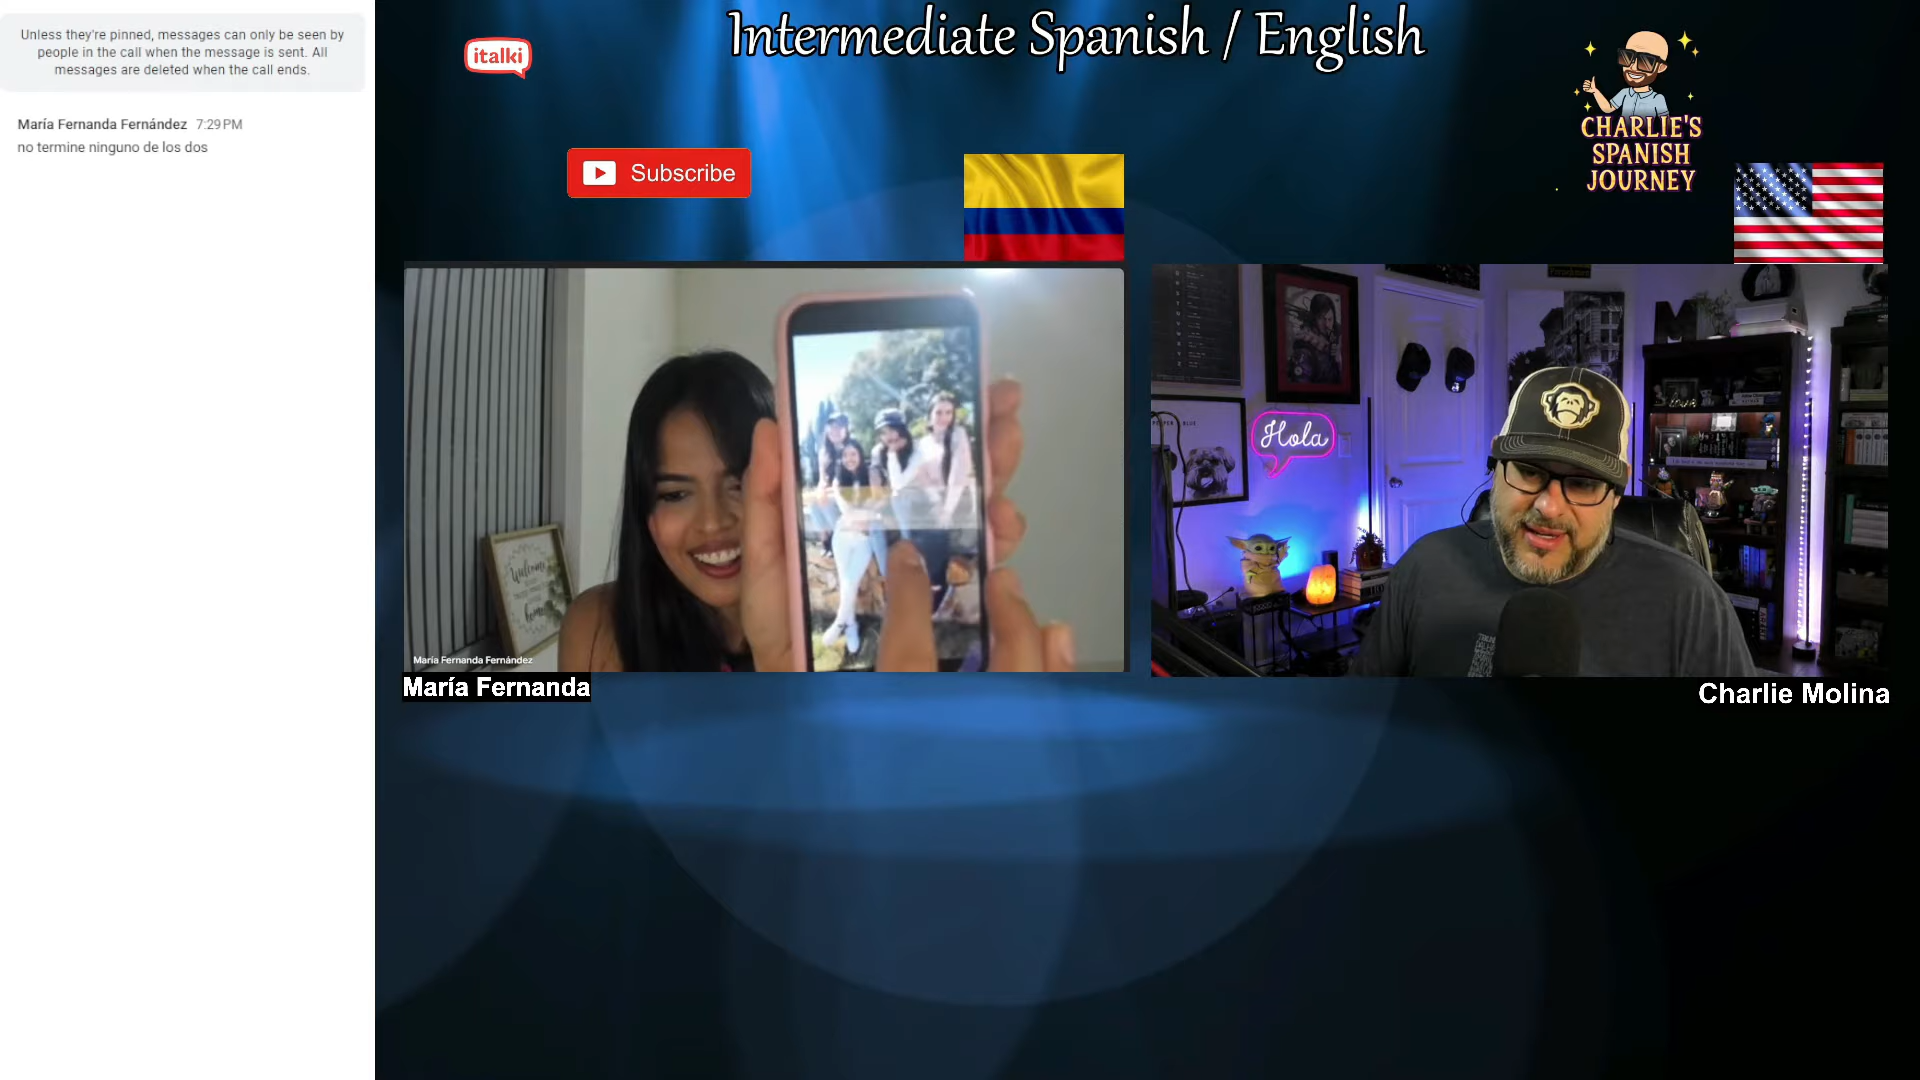 Unless they're pinned, messages can only be seen by
people in the call when the message is sent. All
messages are deleted when the call ends.
María Fernanda Fernández 7:29 PM
no termine ninguno de los dos
italki
Intermediate Spanish / English
Subscribe
CHARLIE'S
SPANISH
JOURNEY
Hola
Welcome
home
María Fernanda Fernández
María Fernanda
Charlie Molina